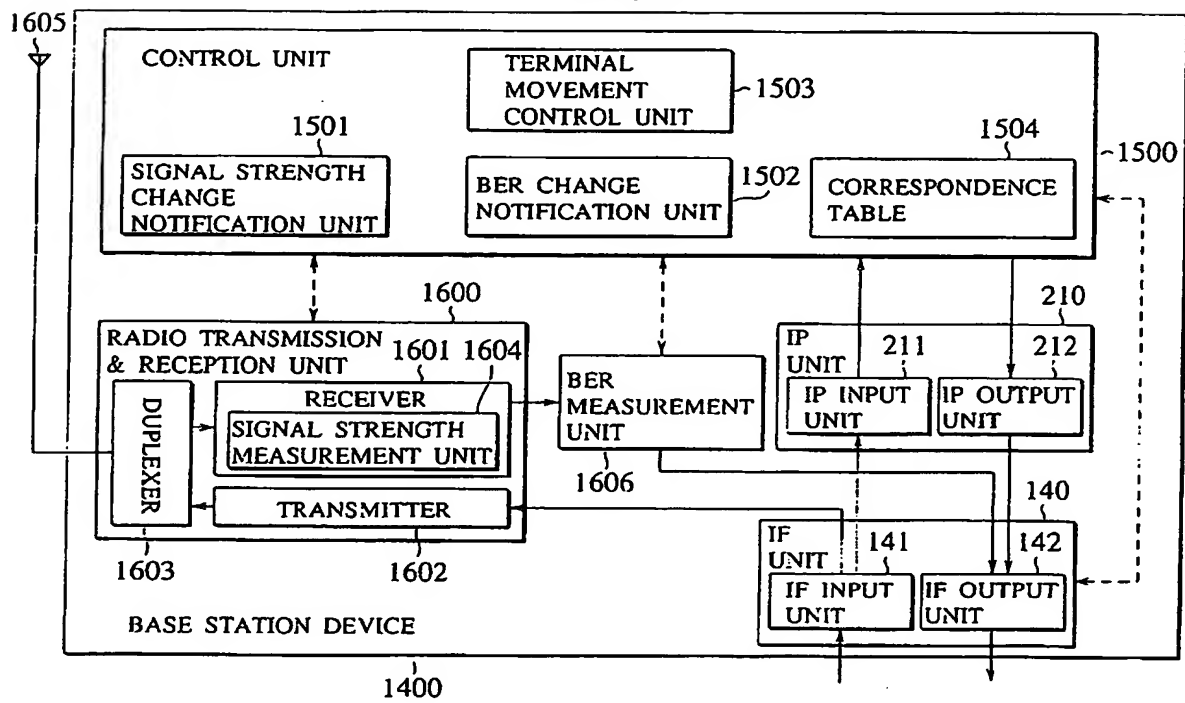 1605
CONTROL UNIT
TERMINAL
MOVEMENT
CONTROL UNIT
1503
1501
SIGNAL STRENGTH
CHANGE
NOTIFICATION UNIT
BER CHANGE
NOTIFICATION UNIT
1502
1504
CORRESPONDENCE
TABLE
1500
1600
RADIO TRANSMISSION
& RECEPTION UNIT
1601
1604
RECEIVER
SIGNAL STRENGTH
MEASUREMENT UNIT
DUPLEXER
TRANSMITTER
1603
1602
BER
MEASUREMENT
UNIT
1606
210
IP
UNIT
211
212
IP INPUT
UNIT
IP OUTPUT
UNIT
140
IF
UNIT
141
142
IF INPUT
UNIT
IF OUTPUT
UNIT
BASE STATION DEVICE
1400